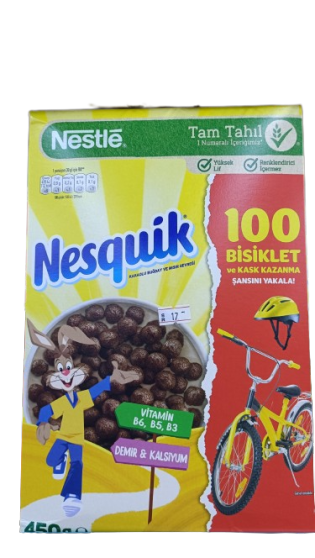 Nestlé
Tam Tahıl
1 Numaralı İçeriğimiz*
Yüksek
Lif
Renklendirici
İçermez
Nesquik
100
BİSİKLET
ve KASK KAZANMA
ŞANSINI YAKALA!
17
VİTAMİN
B6, B5, B3
DEMİR & KALSİYUM
450g e